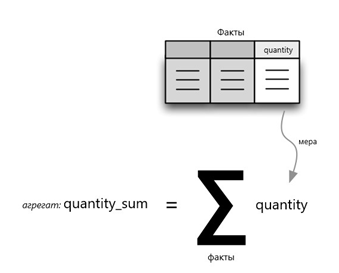 Факты
quantity
мера
агрегат: quantity_sum = ∑ quantity
факты